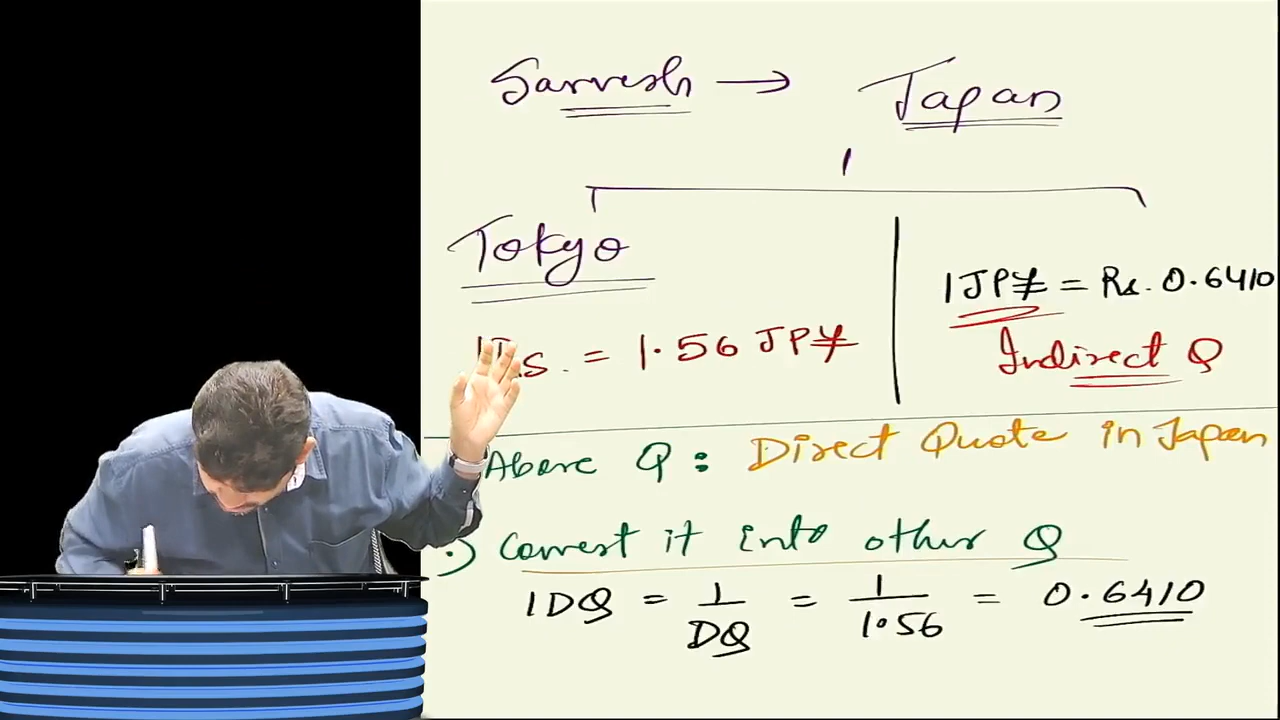 Sarvesh → Japan
Tokyo
1Rs. = 1.56 JP¥
1JP¥ = Rs. 0.6410
Indirect Q
Above Q : Direct Quote in Japan
•) Convert it into other Q
IDQ = 1/DQ = 1/1.56 = 0.6410